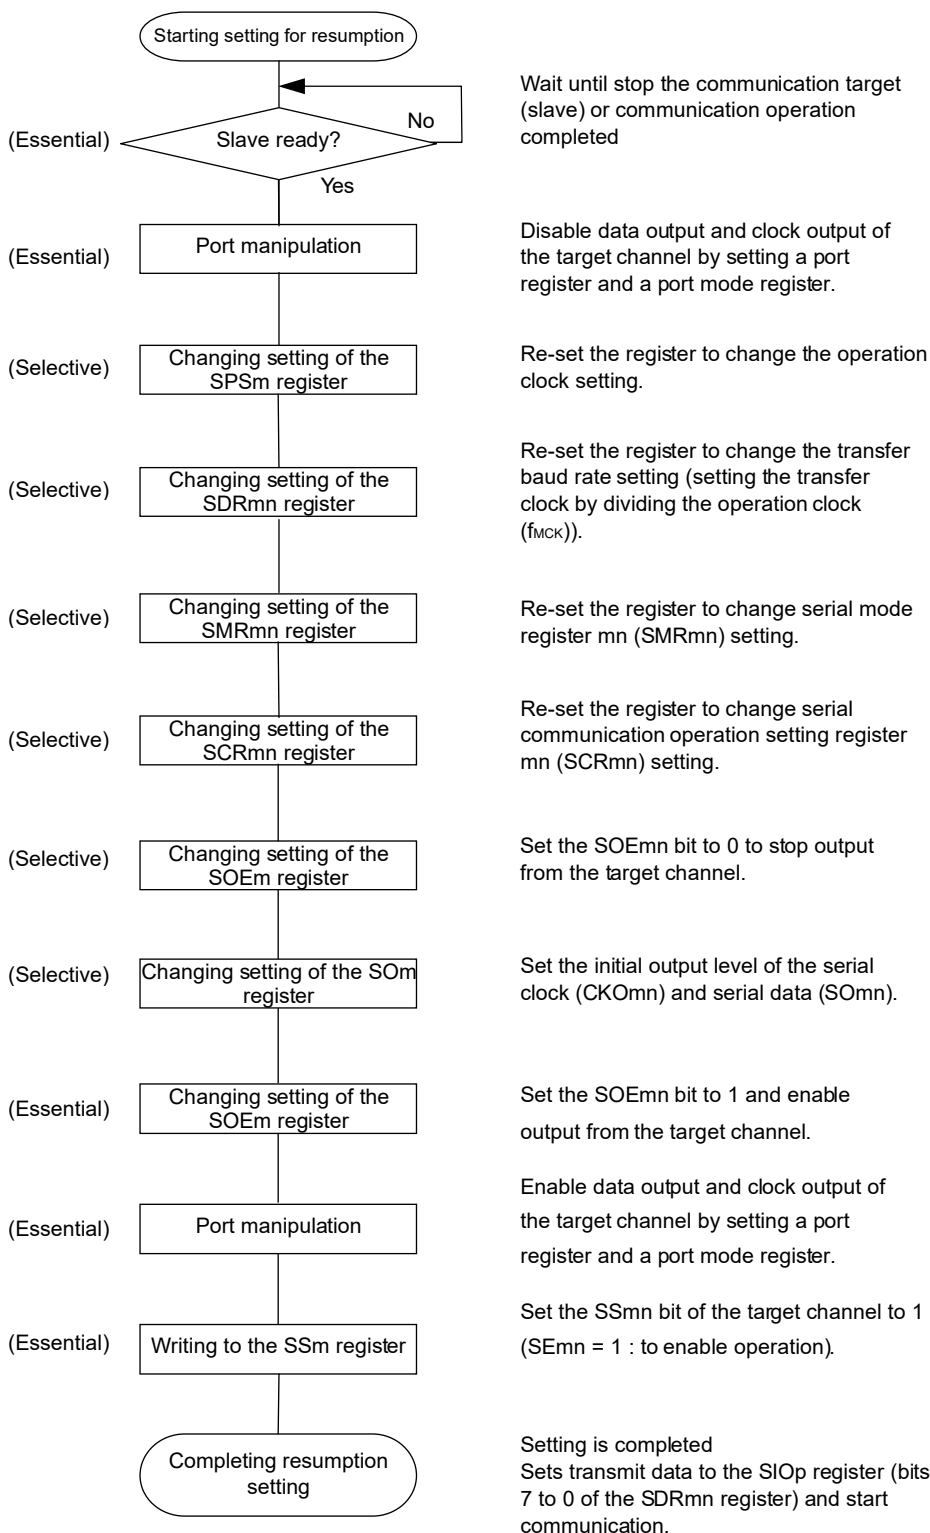 Starting setting for resumption
Wait until stop the communication target
(slave) or communication operation
completed
No
(Essential)
Slave ready?
Yes
(Essential)
Port manipulation
Disable data output and clock output of
the target channel by setting a port
register and a port mode register.
(Selective)
Changing setting of the
SPSm register
Re-set the register to change the operation
clock setting.
(Selective)
Changing setting of the
SDRmn register
Re-set the register to change the transfer
baud rate setting (setting the transfer
clock by dividing the operation clock
(fMCK)).
(Selective)
Changing setting of the
SMRmn register
Re-set the register to change serial mode
register mn (SMRmn) setting.
(Selective)
Changing setting of the
SCRmn register
Re-set the register to change serial
communication operation setting register
mn (SCRmn) setting.
(Selective)
Changing setting of the
SOEm register
Set the SOEmn bit to 0 to stop output
from the target channel.
(Selective)
Changing setting of the SOm
register
Set the initial output level of the serial
clock (CKOmn) and serial data (SOmn).
(Essential)
Changing setting of the
SOEm register
Set the SOEmn bit to 1 and enable
output from the target channel.
(Essential)
Port manipulation
Enable data output and clock output of
the target channel by setting a port
register and a port mode register.
(Essential)
Writing to the SSm register
Set the SSmn bit of the target channel to 1
(SEmn = 1 : to enable operation).
Completing resumption
setting
Setting is completed
Sets transmit data to the SIOp register (bits
7 to 0 of the SDRmn register) and start
communication.